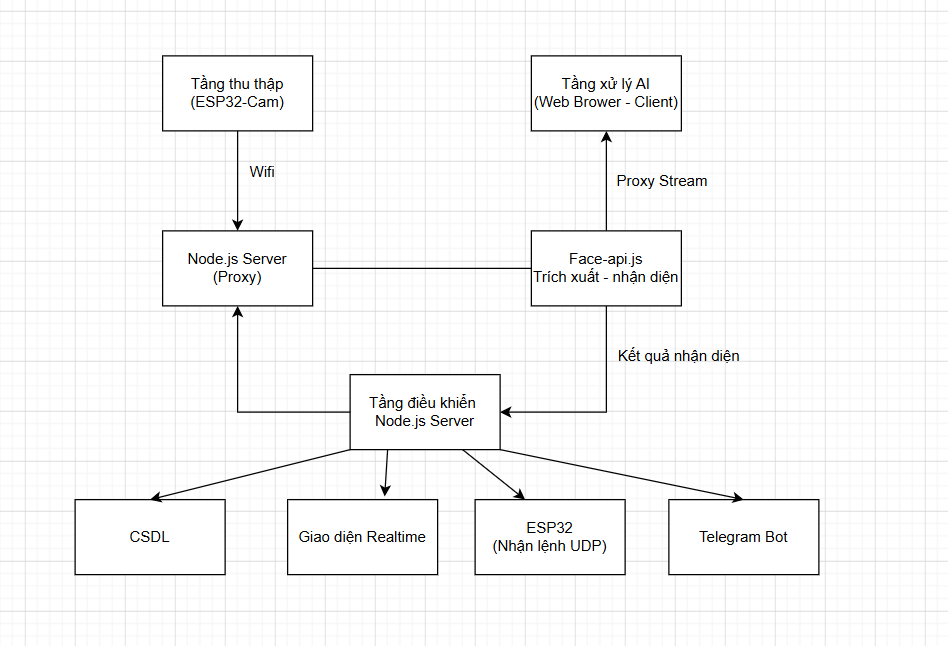 Tầng thu thập
(ESP32-Cam)
Tầng xử lý AI
(Web Brower - Client)
Wifi
Proxy Stream
Node.js Server
(Proxy)
Face-api.js
Trích xuất - nhận diện
Kết quả nhận diện
Tầng điều khiển
Node.js Server
CSDL
Giao diện Realtime
ESP32
(Nhận lệnh UDP)
Telegram Bot